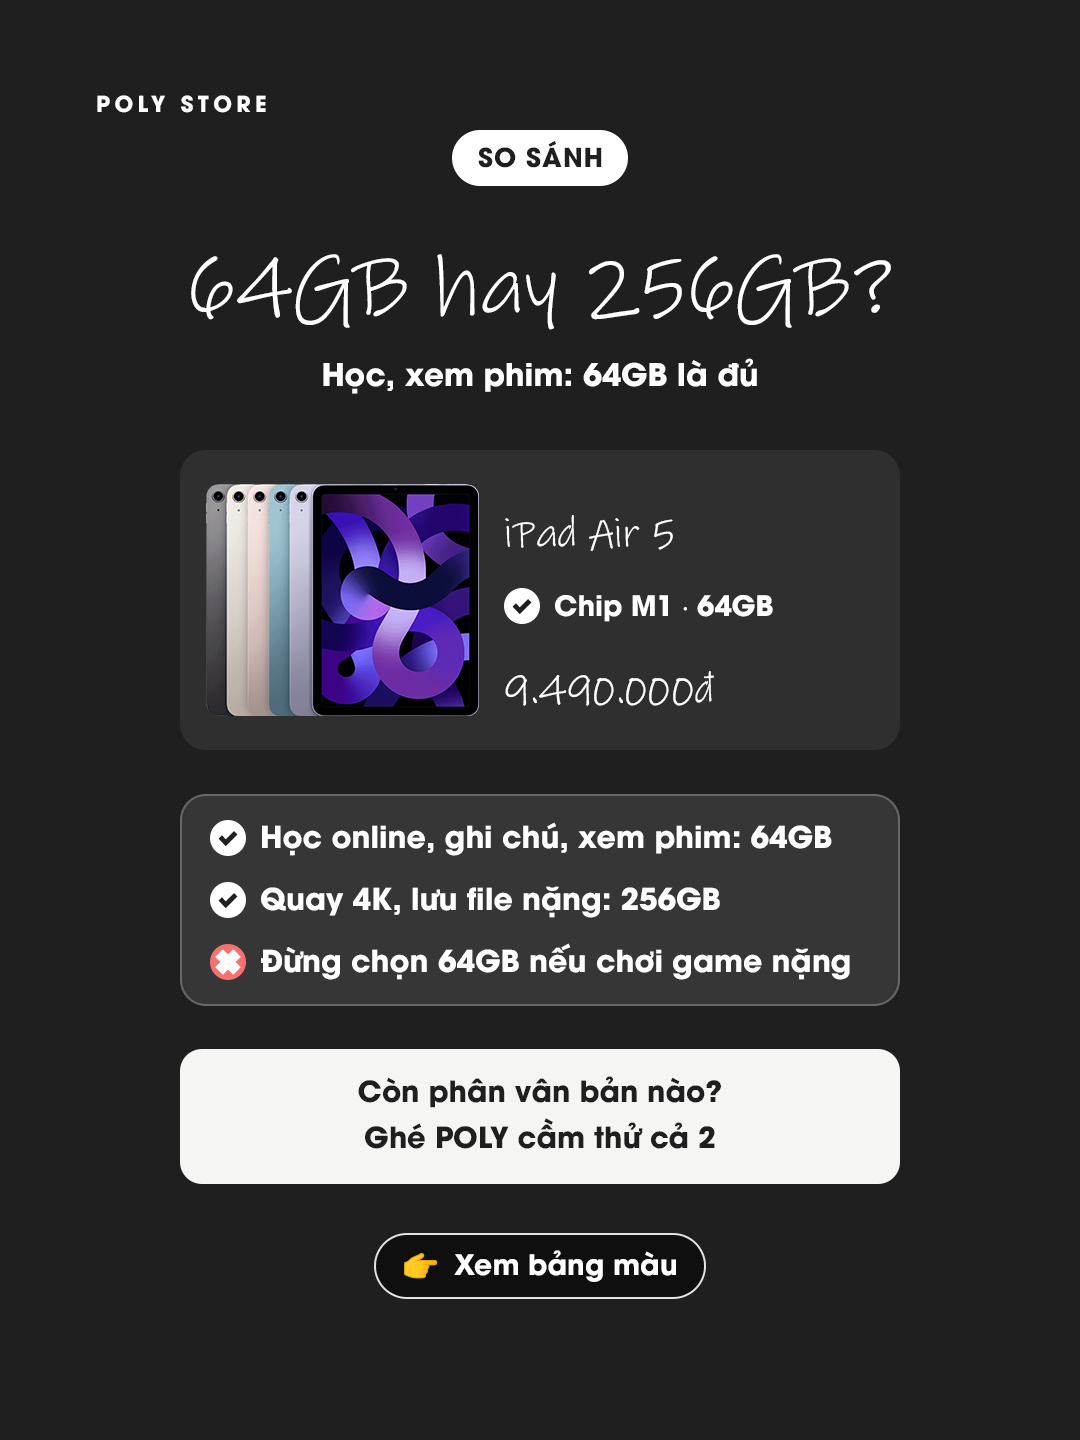 POLY STORE
SO SÁNH
64GB hay 256GB?
Học, xem phim: 64GB là đủ
iPad Air 5
Chip M1 · 64GB
9.490.000đ
Học online, ghi chú, xem phim: 64GB
Quay 4K, lưu file nặng: 256GB
Đừng chọn 64GB nếu chơi game nặng
Còn phân vân bản nào?
Ghé POLY cầm thử cả 2
👉 Xem bảng màu